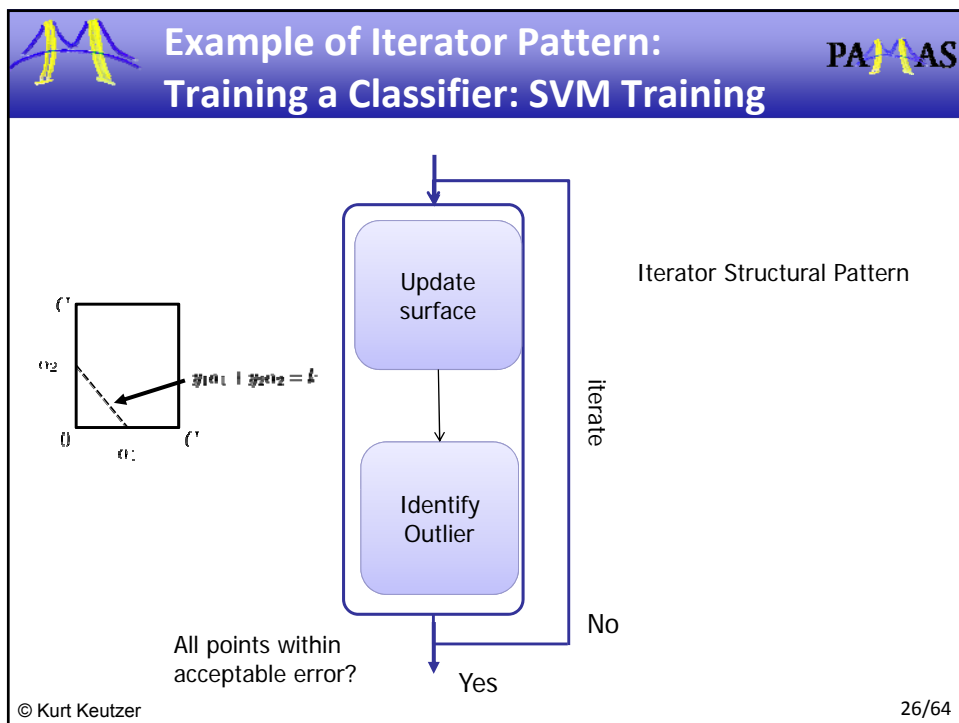 Example of Iterator Pattern:
Training a Classifier: SVM Training
PAMAS
Update
surface
Iterator Structural Pattern
0
iterate
Identify
Outlier
No
All points within
acceptable error?
Yes
© Kurt Keutzer
26/64